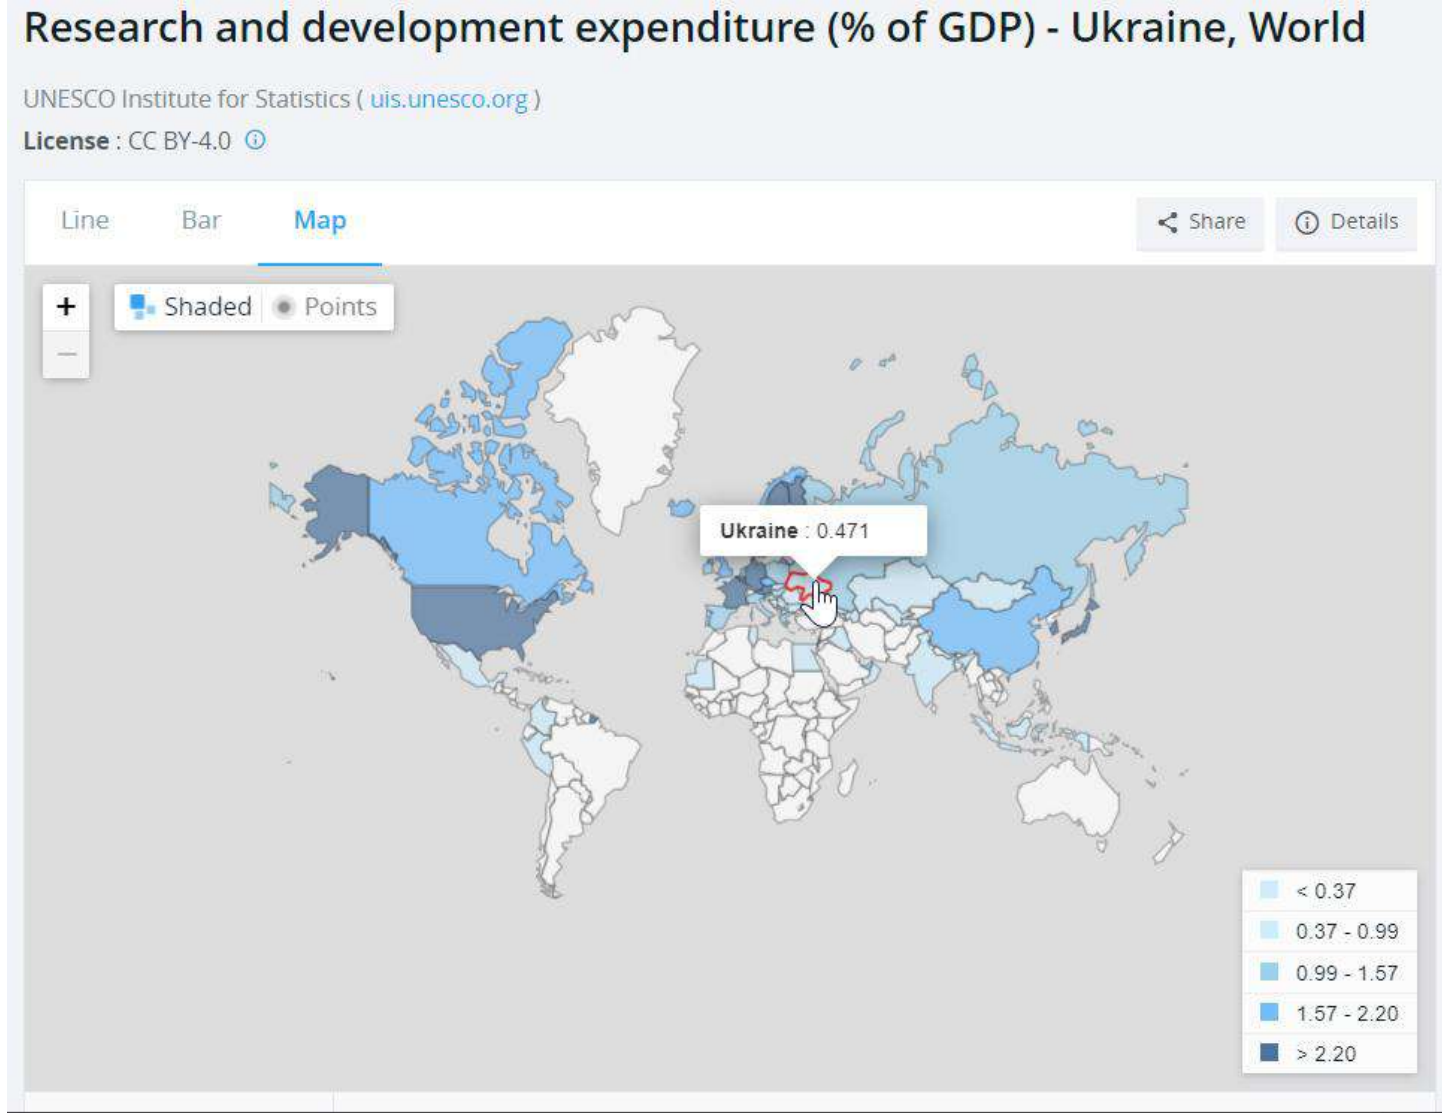 Research and development expenditure (% of GDP) - Ukraine, World
UNESCO Institute for Statistics ( uis.unesco.org )
License : CC BY-4.0
Line Bar Map Share Details
+ Shaded Points
–
Ukraine : 0.471
< 0.37
0.37 - 0.99
0.99 - 1.57
1.57 - 2.20
> 2.20